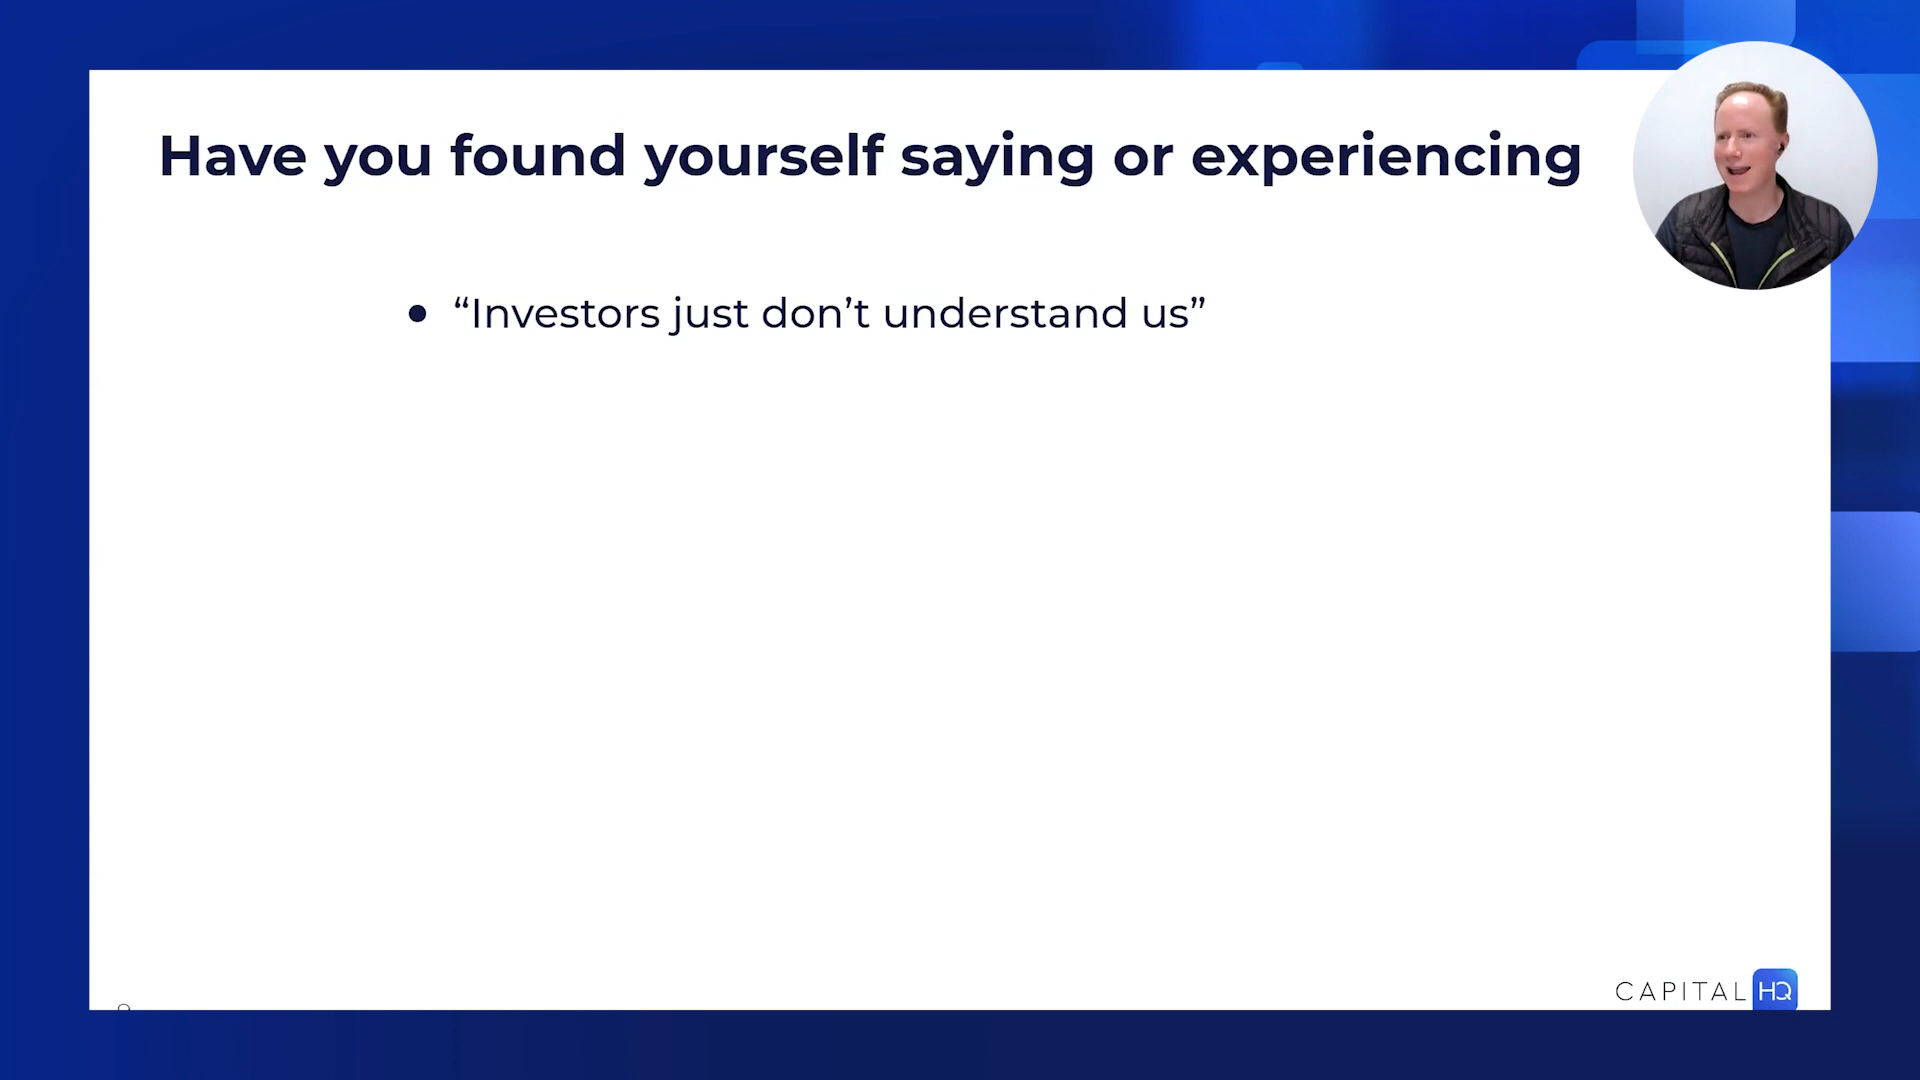 Have you found yourself saying or experiencing
• “Investors just don’t understand us”
CAPITAL HQ